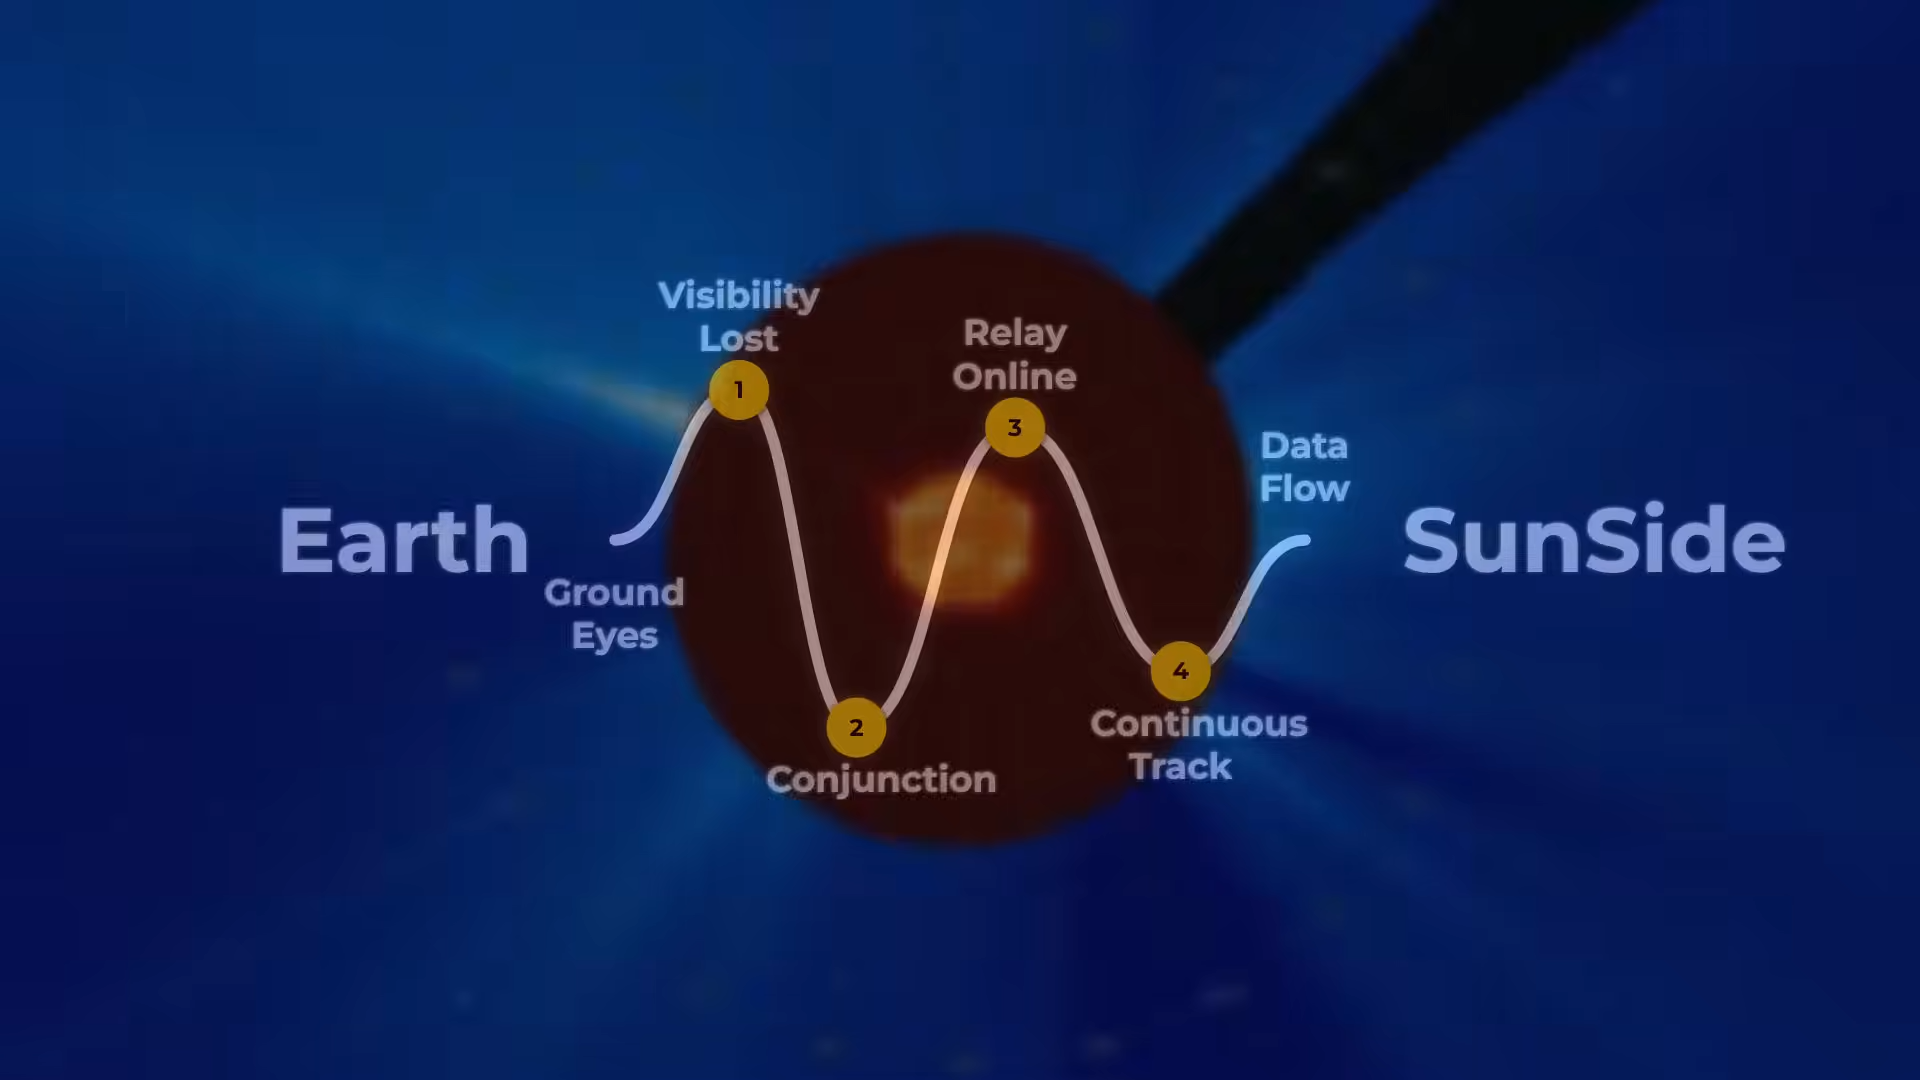 Earth
Ground
Eyes
Visibility
Lost
1
2
Conjunction
Relay
Online
3
4
Continuous
Track
Data
Flow
SunSide